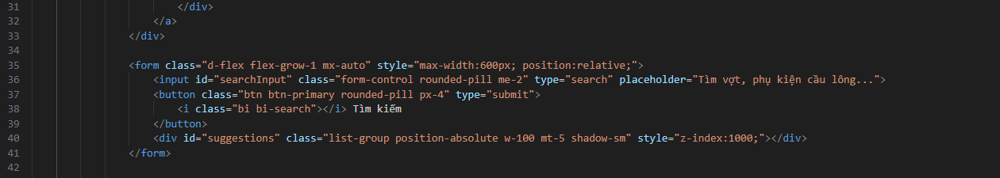 31                        </div>
32                    </a>
33                </div>
34
35                <form class="d-flex flex-grow-1 mx-auto" style="max-width:600px; position:relative;">
36                    <input id="searchInput" class="form-control rounded-pill me-2" type="search" placeholder="Tìm vợt, phụ kiện cầu lông...">
37                    <button class="btn btn-primary rounded-pill px-4" type="submit">
38                        <i class="bi bi-search"></i> Tìm kiếm
39                    </button>
40                    <div id="suggestions" class="list-group position-absolute w-100 mt-5 shadow-sm" style="z-index:1000;"></div>
41                </form>
42